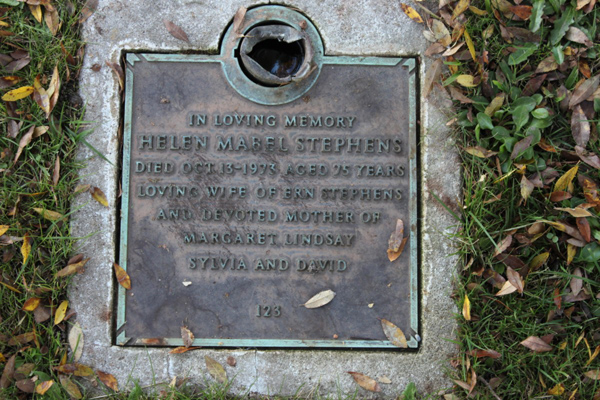 IN LOVING MEMORY
HELEN MABEL STEPHENS
DIED OCT. 13-1973 AGED 75 YEARS
LOVING WIFE OF ERN STEPHENS
AND DEVOTED MOTHER OF
MARGARET, LINDSAY
SYLVIA AND DAVID
123